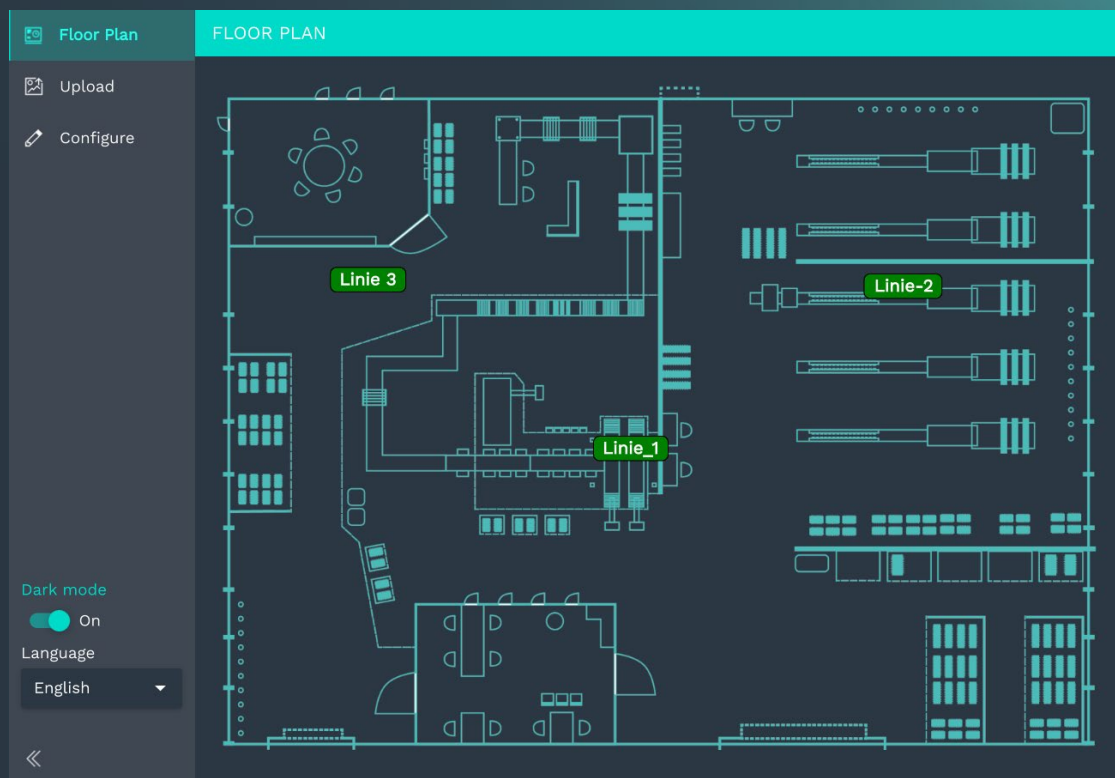 Floor Plan
Upload
Configure
Dark mode
On
Language
English
FLOOR PLAN
Linie 3
Linie-2
Linie_1